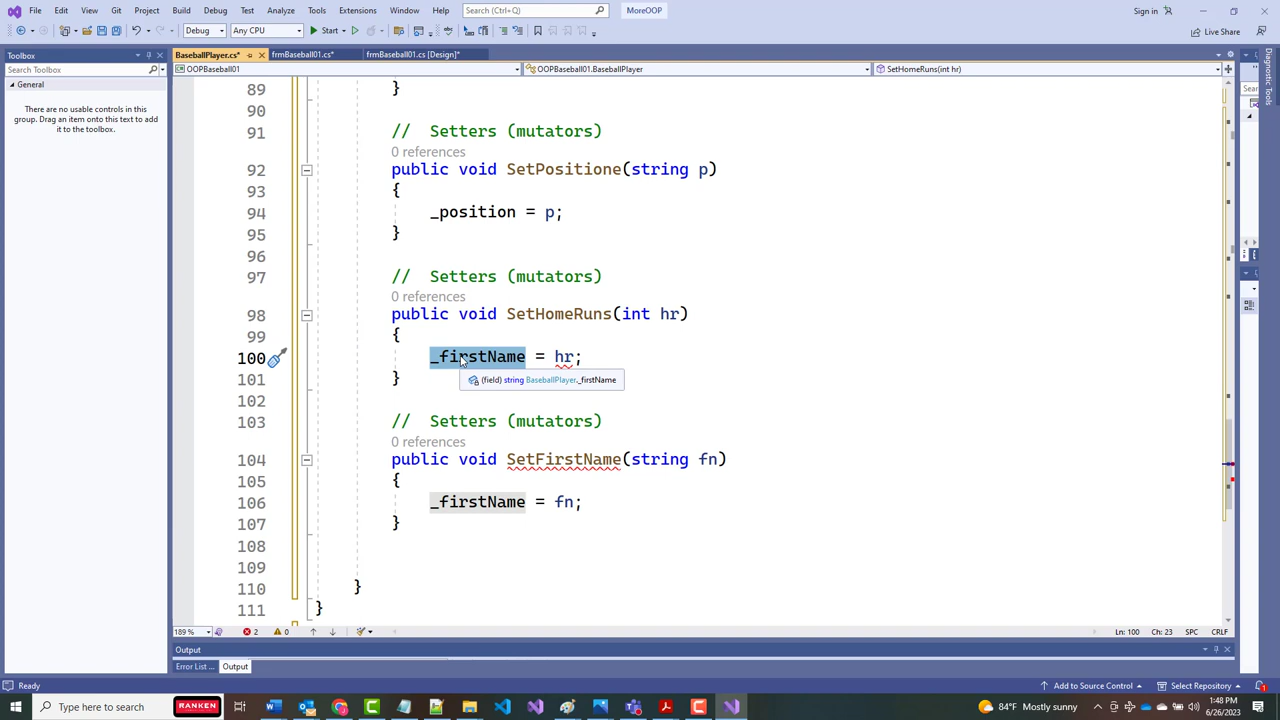 File Edit View Git Project Build Debug Test Analyze Tools Extensions Window Help Search (Ctrl+Q) MoreOOP Sign in
Debug Any CPU Start Live Share
Toolbox
Search Toolbox
General
There are no usable controls in this
group. Drag an item onto this text to add
it to the toolbox.
BaseballPlayer.cs* frmBaseball01.cs* frmBaseball01.cs [Design]*
OOPBaseball01 OOPBaseball01.BaseballPlayer SetHomeRuns(int hr)
Diagnostic Tools
89 }
90
91 // Setters (mutators)
0 references
92 public void SetPositione(string p)
93 {
94 _position = p;
95 }
96
97 // Setters (mutators)
0 references
98 public void SetHomeRuns(int hr)
99 {
100 _firstName = hr;
(field) string BaseballPlayer._firstName
101 }
102
103 // Setters (mutators)
0 references
104 public void SetFirstName(string fn)
105 {
106 _firstName = fn;
107 }
108
109
110 }
111 }
189 % 2 0 Ln: 100 Ch: 23 SPC CRLF
Output
Error List ... Output
Ready Add to Source Control Select Repository
Type here to search RANKEN 84°F Mostly sunny 1:48 PM
6/26/2023